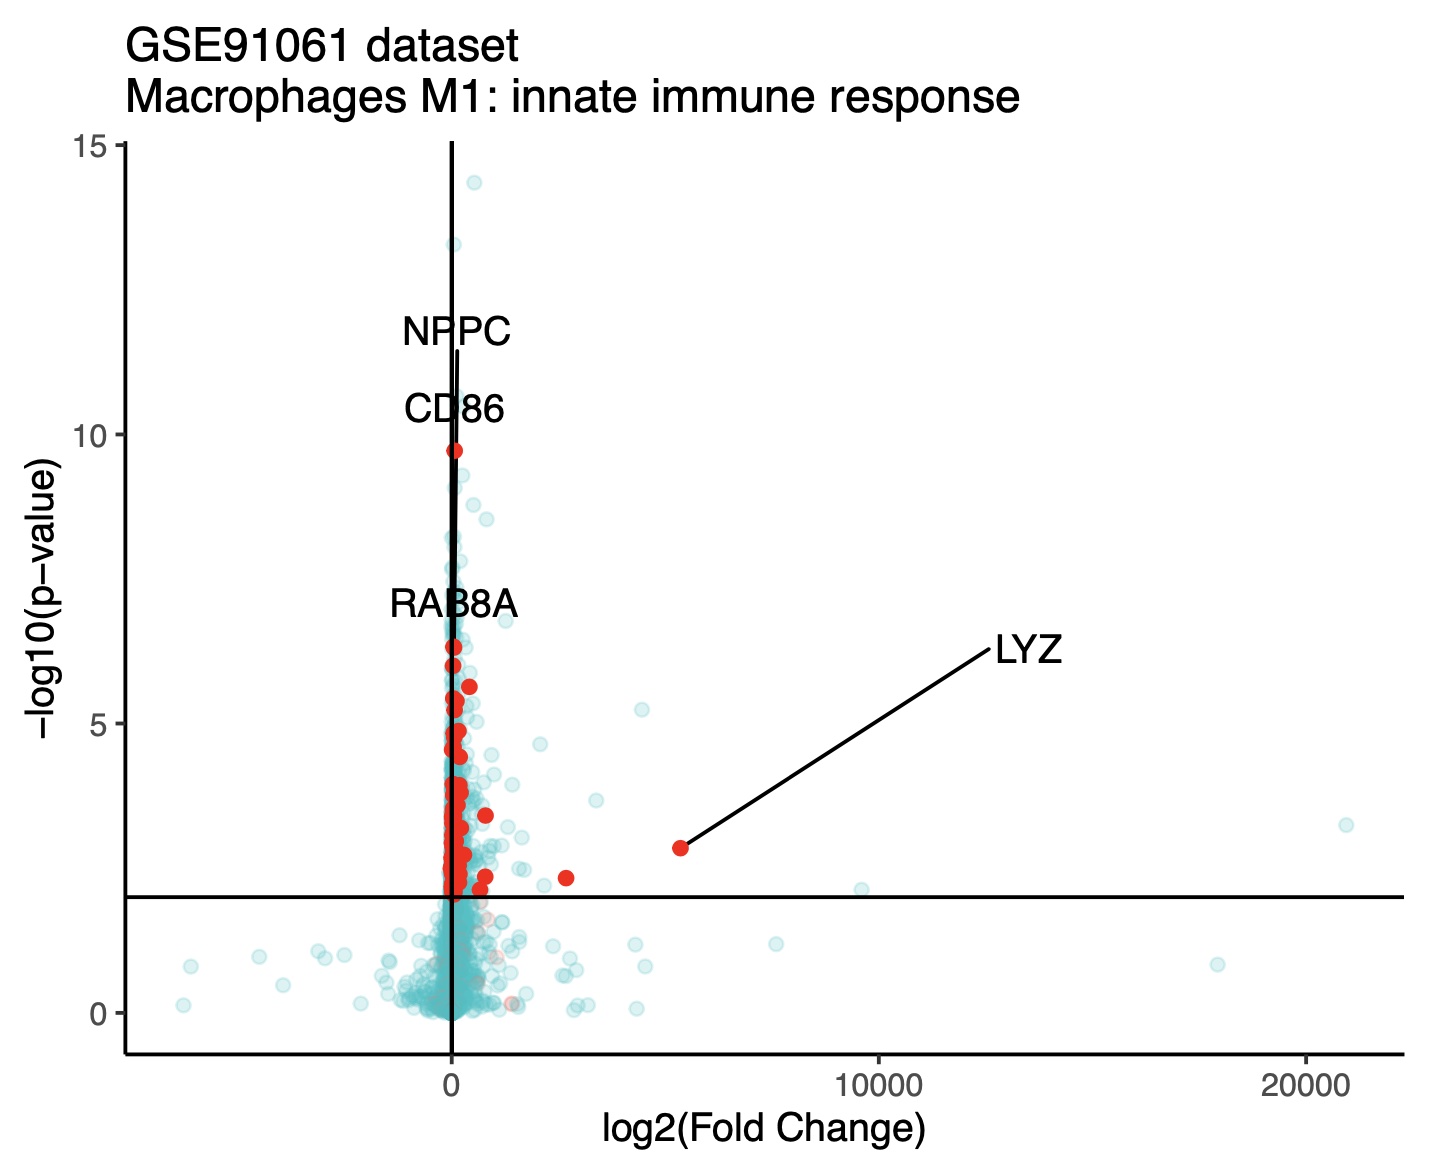 GSE91061 dataset
Macrophages M1: innate immune response
15
10
5
0
−log10(p−value)
NPPC
CD86
RAB8A
LYZ
0
10000
20000
log2(Fold Change)